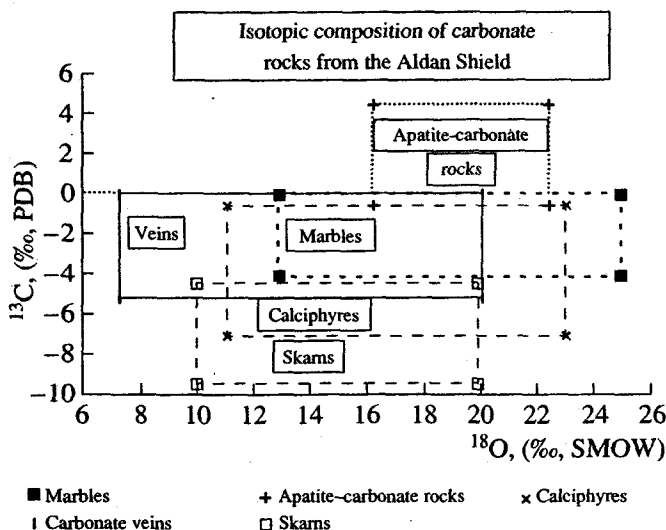 Isotopic composition of carbonate
rocks from the Aldan Shield
6
4
2
0
−2
−4
−6
−8
−10
¹³C, (‰, PDB)
Apatite-carbonate
rocks
Veins
Marbles
Calciphyres
Skarns
6 8 10 12 14 16 18 20 22 24 26
¹⁸O, (‰, SMOW)
Marbles Apatite–carbonate rocks Calciphyres
Carbonate veins Skarns